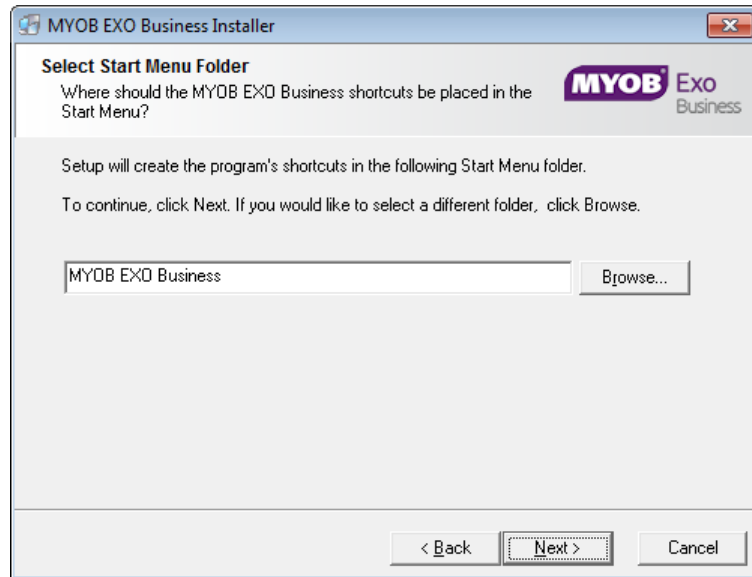 MYOB EXO Business Installer
Select Start Menu Folder
Where should the MYOB EXO Business shortcuts be placed in the
Start Menu?
MYOB Exo
Business
Setup will create the program's shortcuts in the following Start Menu folder.
To continue, click Next. If you would like to select a different folder, click Browse.
MYOB EXO Business
Browse...
< Back
Next >
Cancel